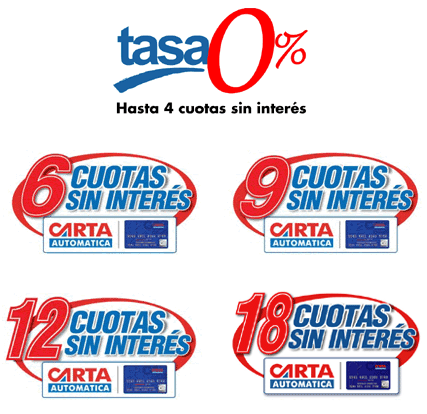 tasa0%
Hasta 4 cuotas sin interés
6 CUOTAS
SIN INTERÉS
CARTA
AUTOMATICA
9 CUOTAS
SIN INTERÉS
CARTA
AUTOMATICA
12 CUOTAS
SIN INTERÉS
CARTA
AUTOMATICA
18 CUOTAS
SIN INTERÉS
CARTA
AUTOMATICA